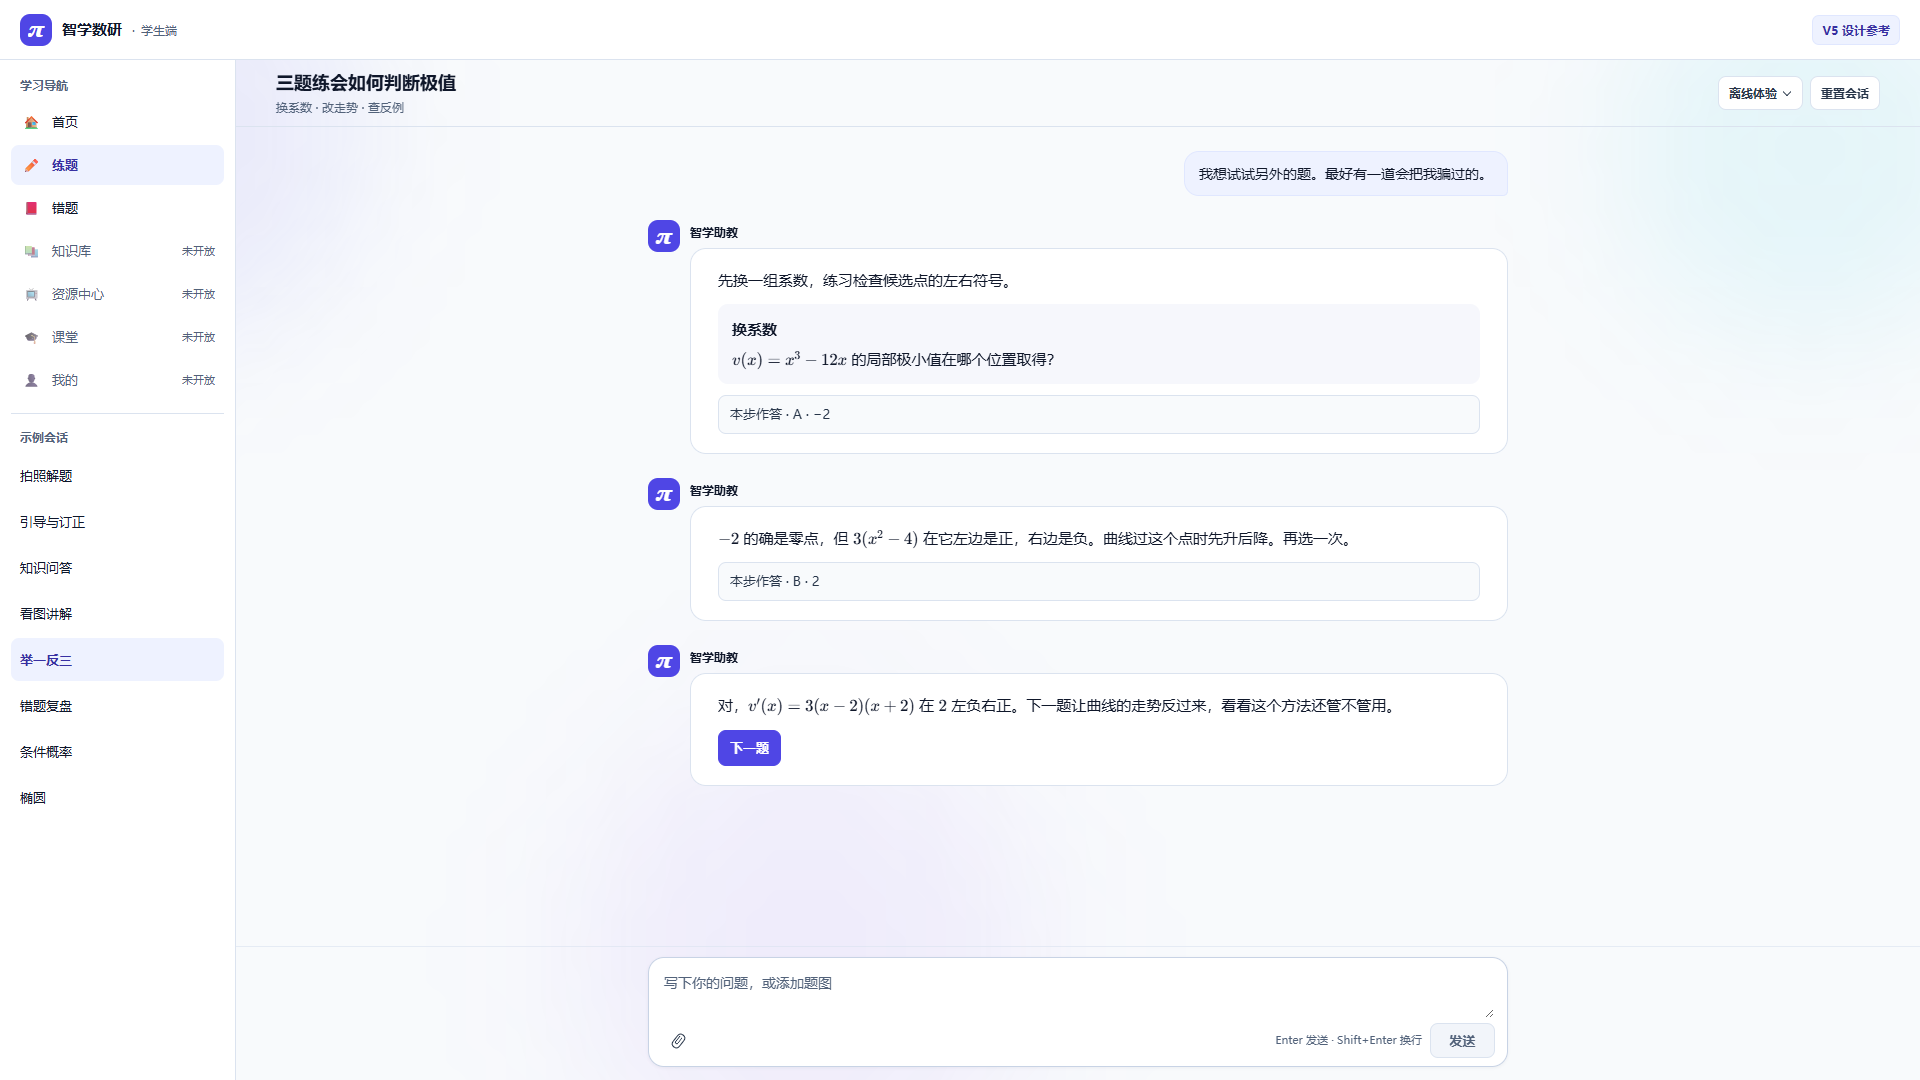 π 智学数研 · 学生端
V5 设计参考
学习导航
首页
练题
错题
知识库 未开放
资源中心 未开放
课堂 未开放
我的 未开放
示例会话
拍照解题
引导与订正
知识问答
看图讲解
举一反三
错题复盘
条件概率
椭圆
三题练会如何判断极值
换系数 · 改走势 · 查反例
离线体验
重置会话
我想试试另外的题。最好有一道会把我骗过的。
π 智学助教
先换一组系数，练习检查候选点的左右符号。
换系数
v(x) = x³ − 12x 的局部极小值在哪个位置取得？
本步作答 · A · −2
π 智学助教
−2 的确是零点，但 3(x² − 4) 在它左边是正，右边是负。曲线过这个点时先升后降。再选一次。
本步作答 · B · 2
π 智学助教
对，v′(x) = 3(x − 2)(x + 2) 在 2 左负右正。下一题让曲线的走势反过来，看看这个方法还管不管用。
下一题
写下你的问题，或添加题图
Enter 发送 · Shift+Enter 换行
发送